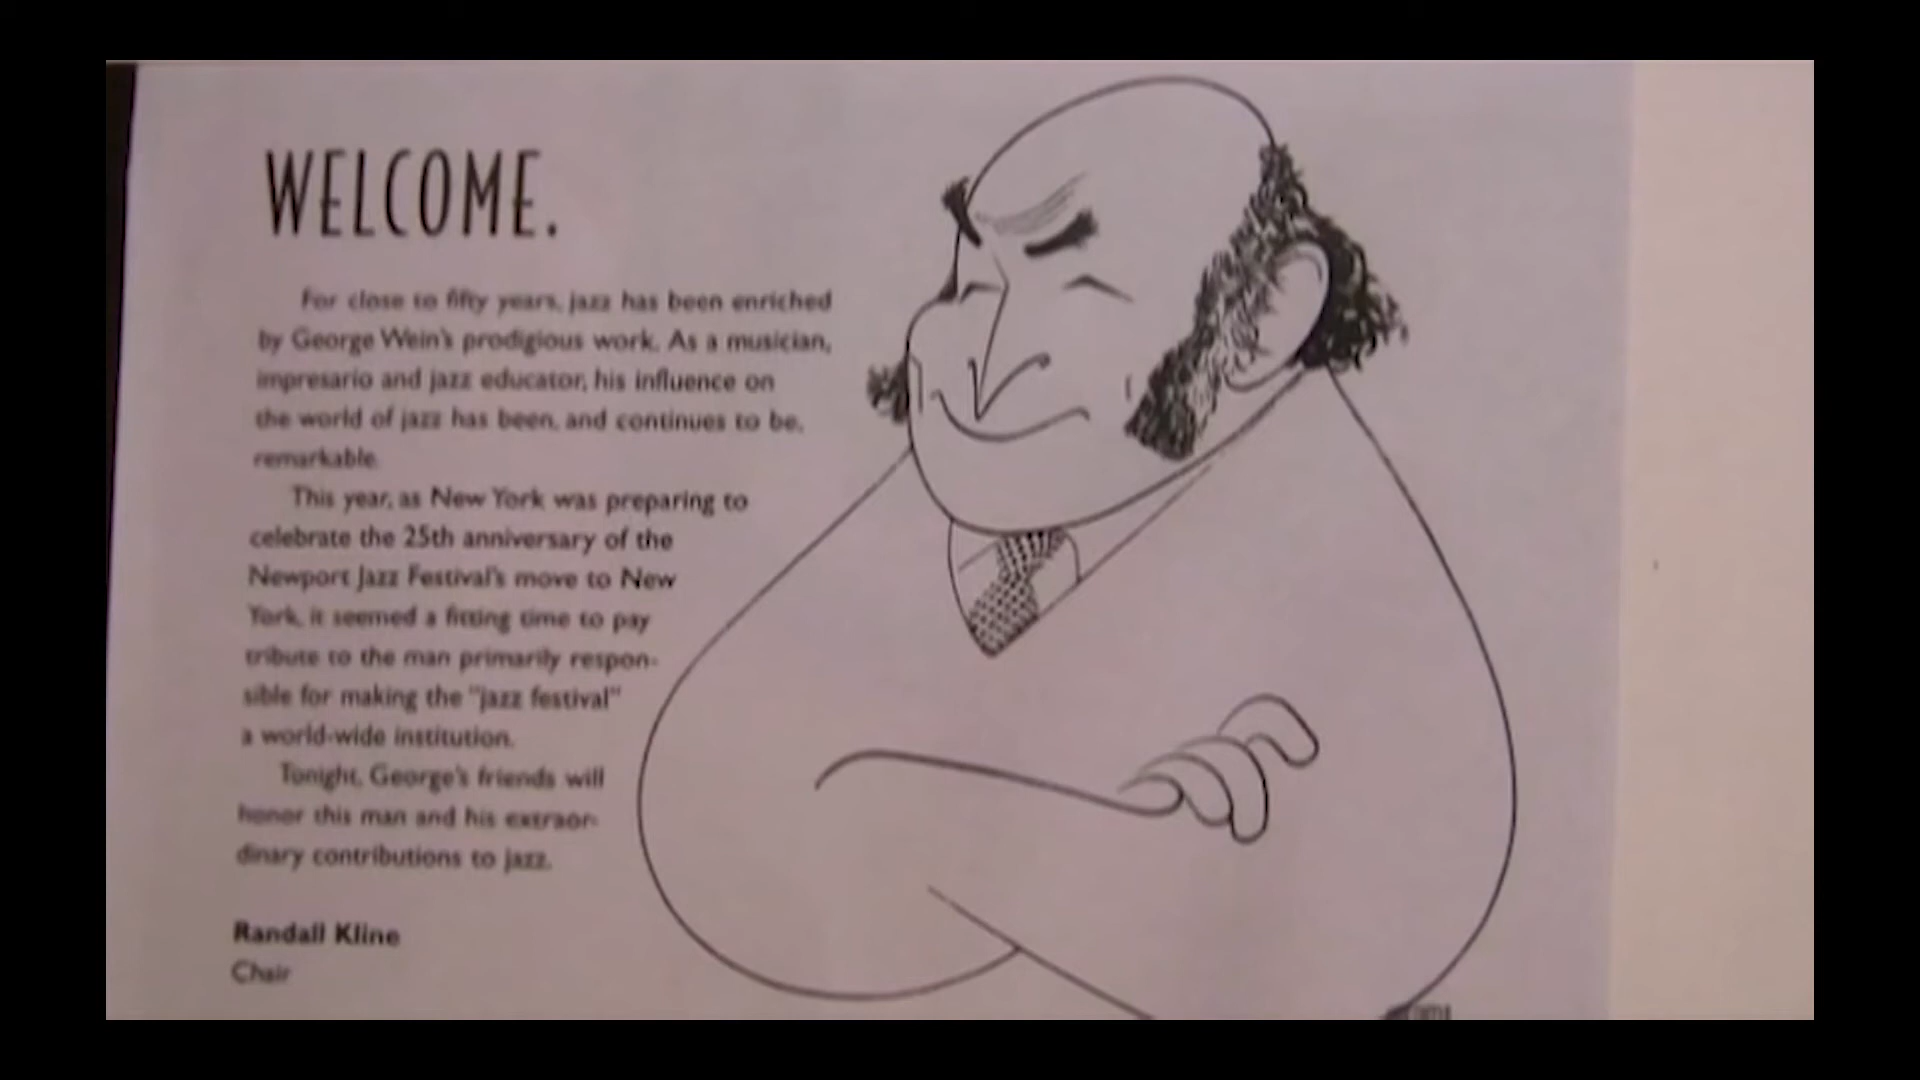 WELCOME.
For close to fifty years, jazz has been enriched
by George Wein's prodigious work. As a musician,
impresario and jazz educator, his influence on
the world of jazz has been, and continues to be,
remarkable.
This year, as New York was preparing to
celebrate the 25th anniversary of the
Newport Jazz Festival's move to New
York, it seemed a fitting time to pay
tribute to the man primarily respon-
sible for making the "jazz festival"
a world-wide institution.
Tonight, George's friends will
honor this man and his extraor-
dinary contributions to jazz.
Randall Kline
Chair